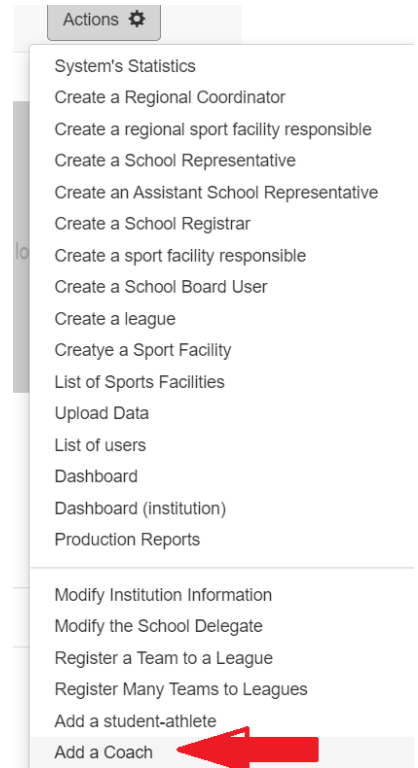 Actions
System's Statistics
Create a Regional Coordinator
Create a regional sport facility responsible
Create a School Representative
Create an Assistant School Representative
Create a School Registrar
lo
Create a sport facility responsible
Create a School Board User
Create a league
Creatye a Sport Facility
List of Sports Facilities
Upload Data
List of users
Dashboard
Dashboard (institution)
Production Reports
Modify Institution Information
Modify the School Delegate
Register a Team to a League
Register Many Teams to Leagues
Add a student-athlete
Add a Coach